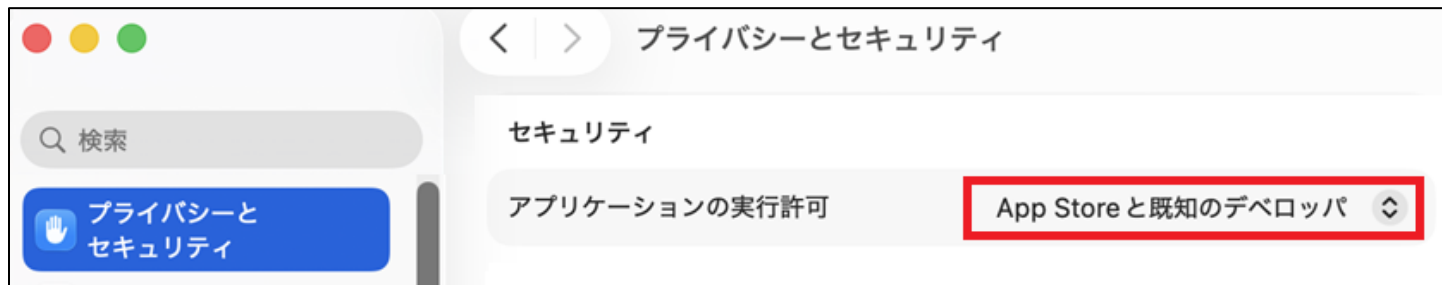 プライバシーとセキュリティ
検索
セキュリティ
プライバシーと
セキュリティ
アプリケーションの実行許可
App Storeと既知のデベロッパ